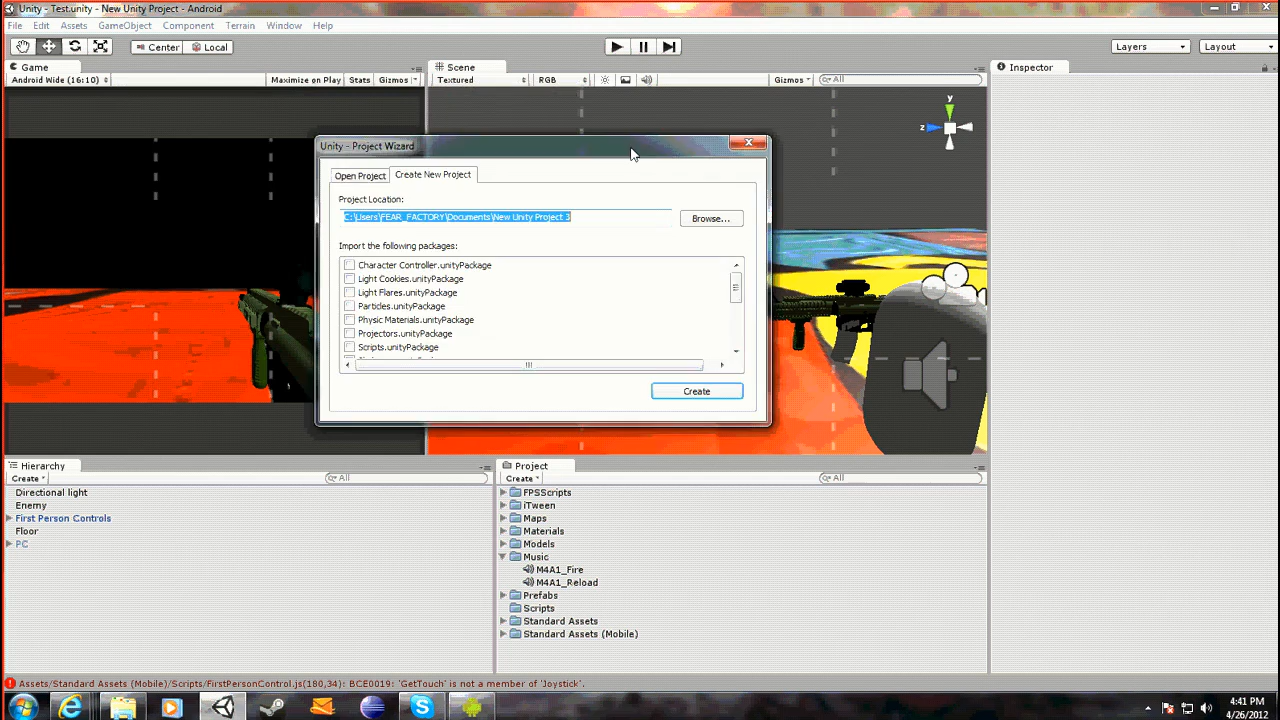 Unity - Test.unity - New Unity Project - Android
File Edit Assets GameObject Component Terrain Window Help
Center Local Layers Layout
Game Scene Inspector
Android Wide (16:10) Maximize on Play Stats Gizmos Textured RGB Gizmos All
y
z
Unity - Project Wizard
Open Project Create New Project
Project Location:
C:\Users\FEAR_FACTORY\Documents\New Unity Project 3 Browse...
Import the following packages:
Character Controller.unityPackage
Light Cookies.unityPackage
Light Flares.unityPackage
Particles.unityPackage
Physic Materials.unityPackage
Projectors.unityPackage
Scripts.unityPackage
Create
Hierarchy Project
Create All Create All
Directional light
Enemy
First Person Controls
Floor
PC
FPSScripts
iTween
Maps
Materials
Models
Music
M4A1_Fire
M4A1_Reload
Prefabs
Scripts
Standard Assets
Standard Assets (Mobile)
Assets/Standard Assets (Mobile)/Scripts/FirstPersonControl.js(180,34): BCE0019: 'GetTouch' is not a member of 'Joystick'.
4:41 PM
4/26/2012